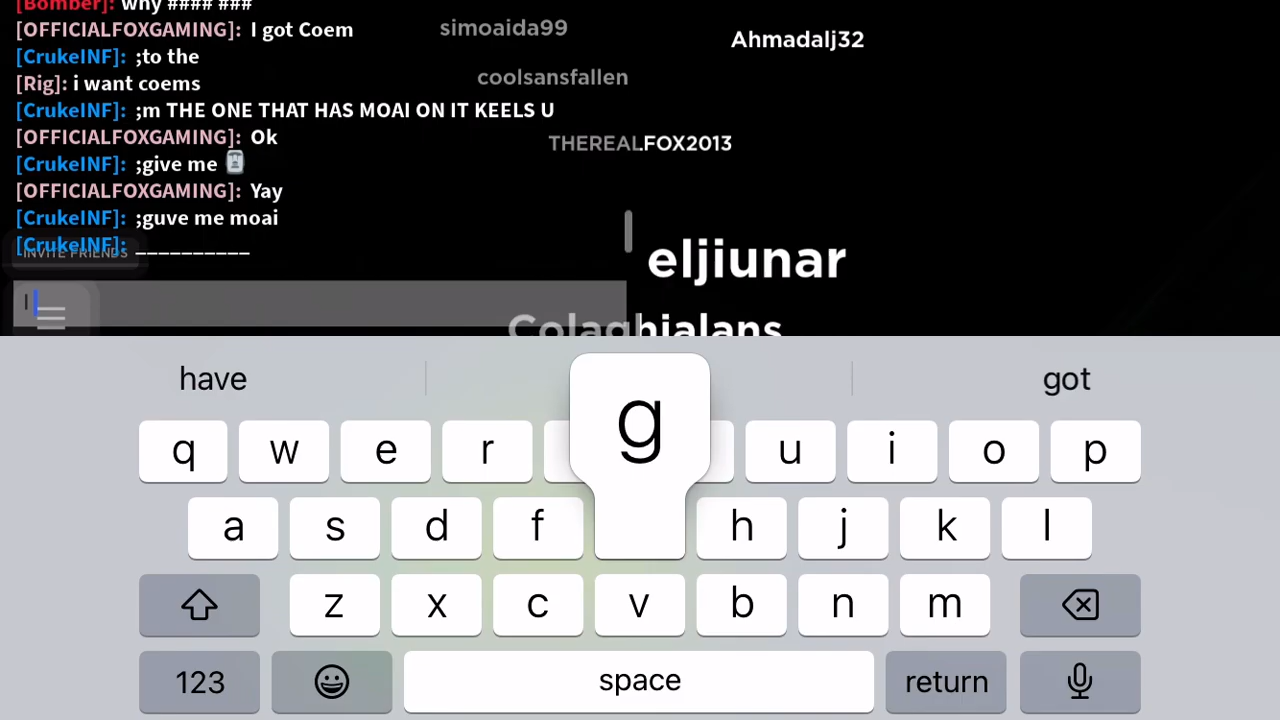 [Bomber]: why #### ###
[OFFICIALFOXGAMING]: I got Coem
[CrukeINF]: ;to the
[Rig]: i want coems
[CrukeINF]: ;m THE ONE THAT HAS MOAI ON IT KEELS U
[OFFICIALFOXGAMING]: Ok
[CrukeINF]: ;give me 🗿
[OFFICIALFOXGAMING]: Yay
[CrukeINF]: ;guve me moai
[CrukeINF]: __________
INVITE FRIENDS
I
simoaida99
Ahmadalj32
coolsansfallen
THEREAL.FOX2013
eljiunar
have
got
g
q w e r u i o p
a s d f h j k l
z x c v b n m
123 space return